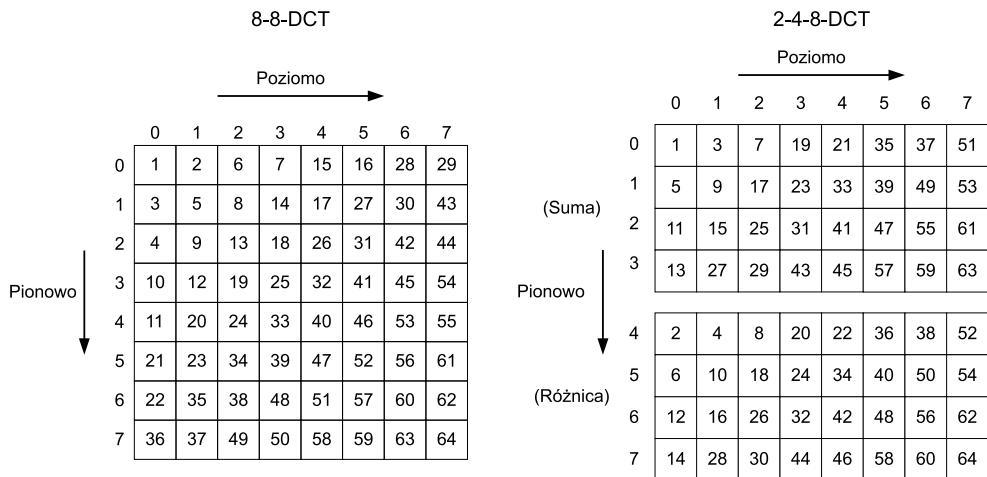 8-8-DCT
Poziomo
0 1 2 3 4 5 6 7
0 1 2 6 7 15 16 28 29
1 3 5 8 14 17 27 30 43
2 4 9 13 18 26 31 42 44
3 10 12 19 25 32 41 45 54
Pionowo
4 11 20 24 33 40 46 53 55
5 21 23 34 39 47 52 56 61
6 22 35 38 48 51 57 60 62
7 36 37 49 50 58 59 63 64
2-4-8-DCT
Poziomo
0 1 2 3 4 5 6 7
0 1 3 7 19 21 35 37 51
1 5 9 17 23 33 39 49 53
(Suma)
2 11 15 25 31 41 47 55 61
3 13 27 29 43 45 57 59 63
Pionowo
4 2 4 8 20 22 36 38 52
5 6 10 18 24 34 40 50 54
(Różnica)
6 12 16 26 32 42 48 56 62
7 14 28 30 44 46 58 60 64